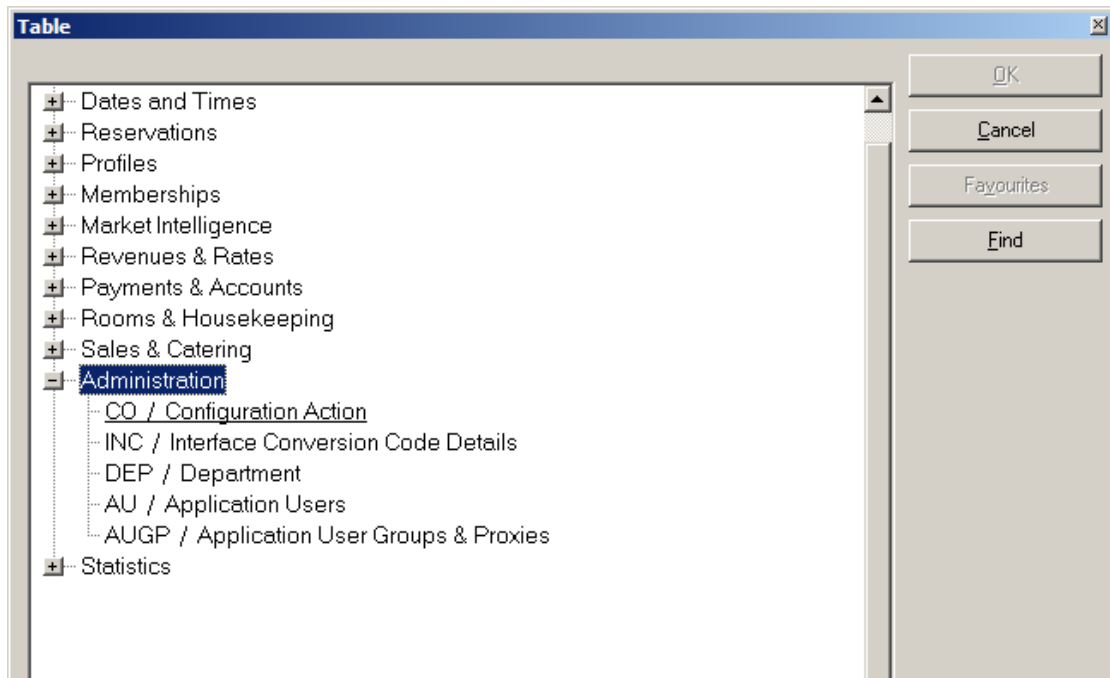 Table
OK
Cancel
Favourites
Find
Dates and Times
Reservations
Profiles
Memberships
Market Intelligence
Revenues & Rates
Payments & Accounts
Rooms & Housekeeping
Sales & Catering
Administration
CO / Configuration Action
INC / Interface Conversion Code Details
DEP / Department
AU / Application Users
AUGP / Application User Groups & Proxies
Statistics